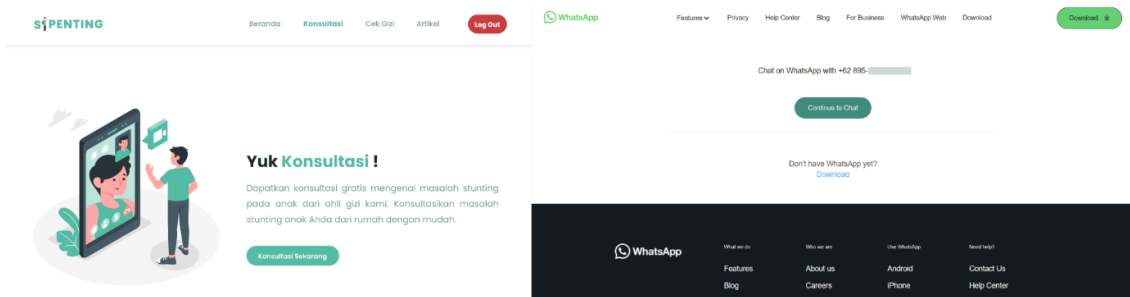 SIPENTING
Beranda Konsultasi Cek Gizi Artikel Log Out
Yuk Konsultasi !
Dapatkan konsultasi gratis mengenai masalah stunting
pada anak dari ahli gizi kami. Konsultasikan masalah
stunting anak Anda dari rumah dengan mudah.
Konsultasi Sekarang
WhatsApp
Features Privacy Help Center Blog For Business WhatsApp Web Download
Download
Chat on WhatsApp with +62 895-
Continue to Chat
Don't have WhatsApp yet?
Download
WhatsApp
What we do Who we are Use WhatsApp Need help?
Features About us Android Contact Us
Blog Careers iPhone Help Center